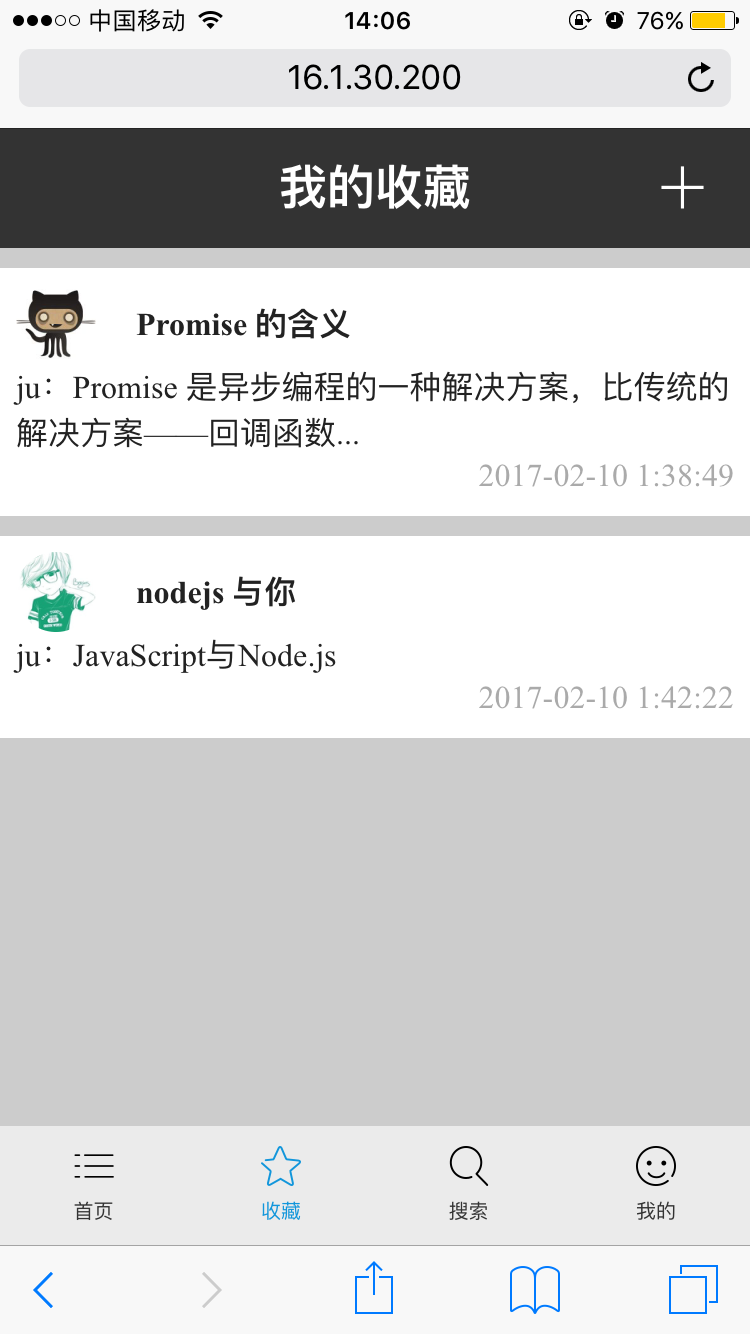 中国移动 14:06 76%
16.1.30.200
我的收藏
Promise 的含义
ju：Promise 是异步编程的一种解决方案，比传统的
解决方案——回调函数...
2017-02-10 1:38:49
nodejs 与你
ju：JavaScript与Node.js
2017-02-10 1:42:22
首页 收藏 搜索 我的